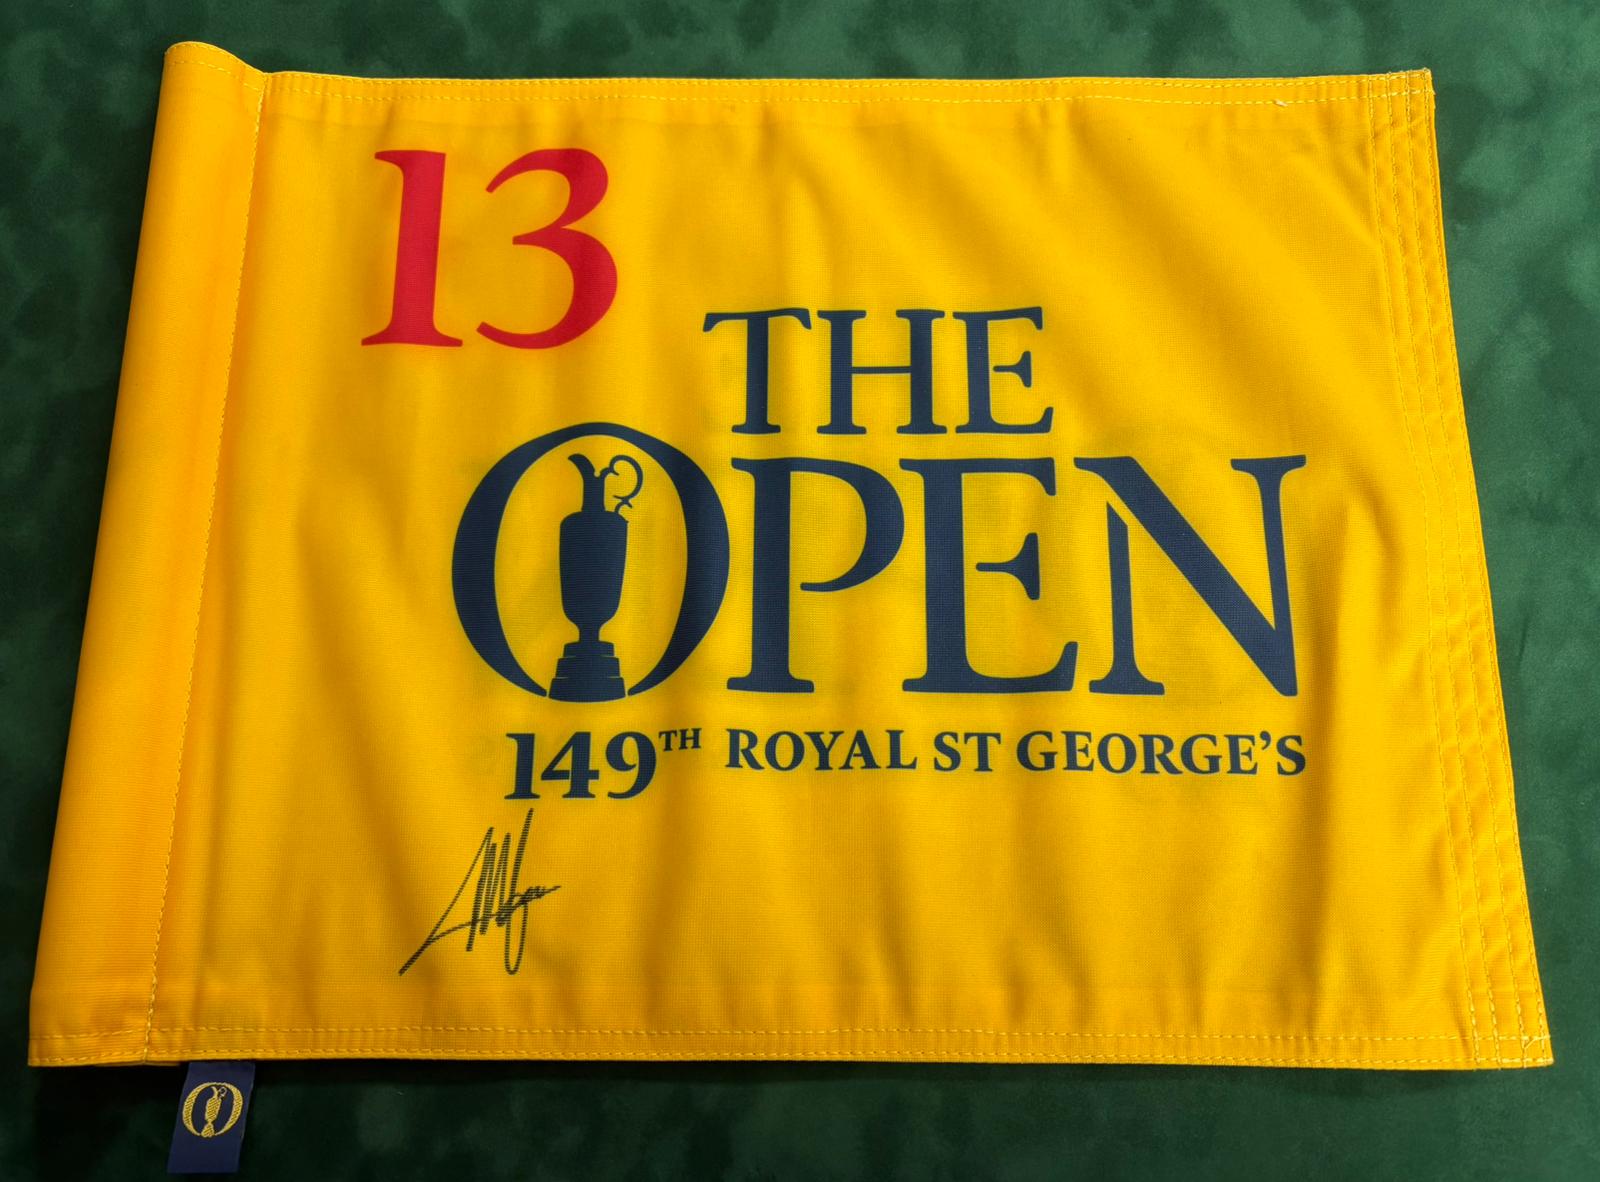 13
THE
OPEN
149TH ROYAL ST GEORGE'S